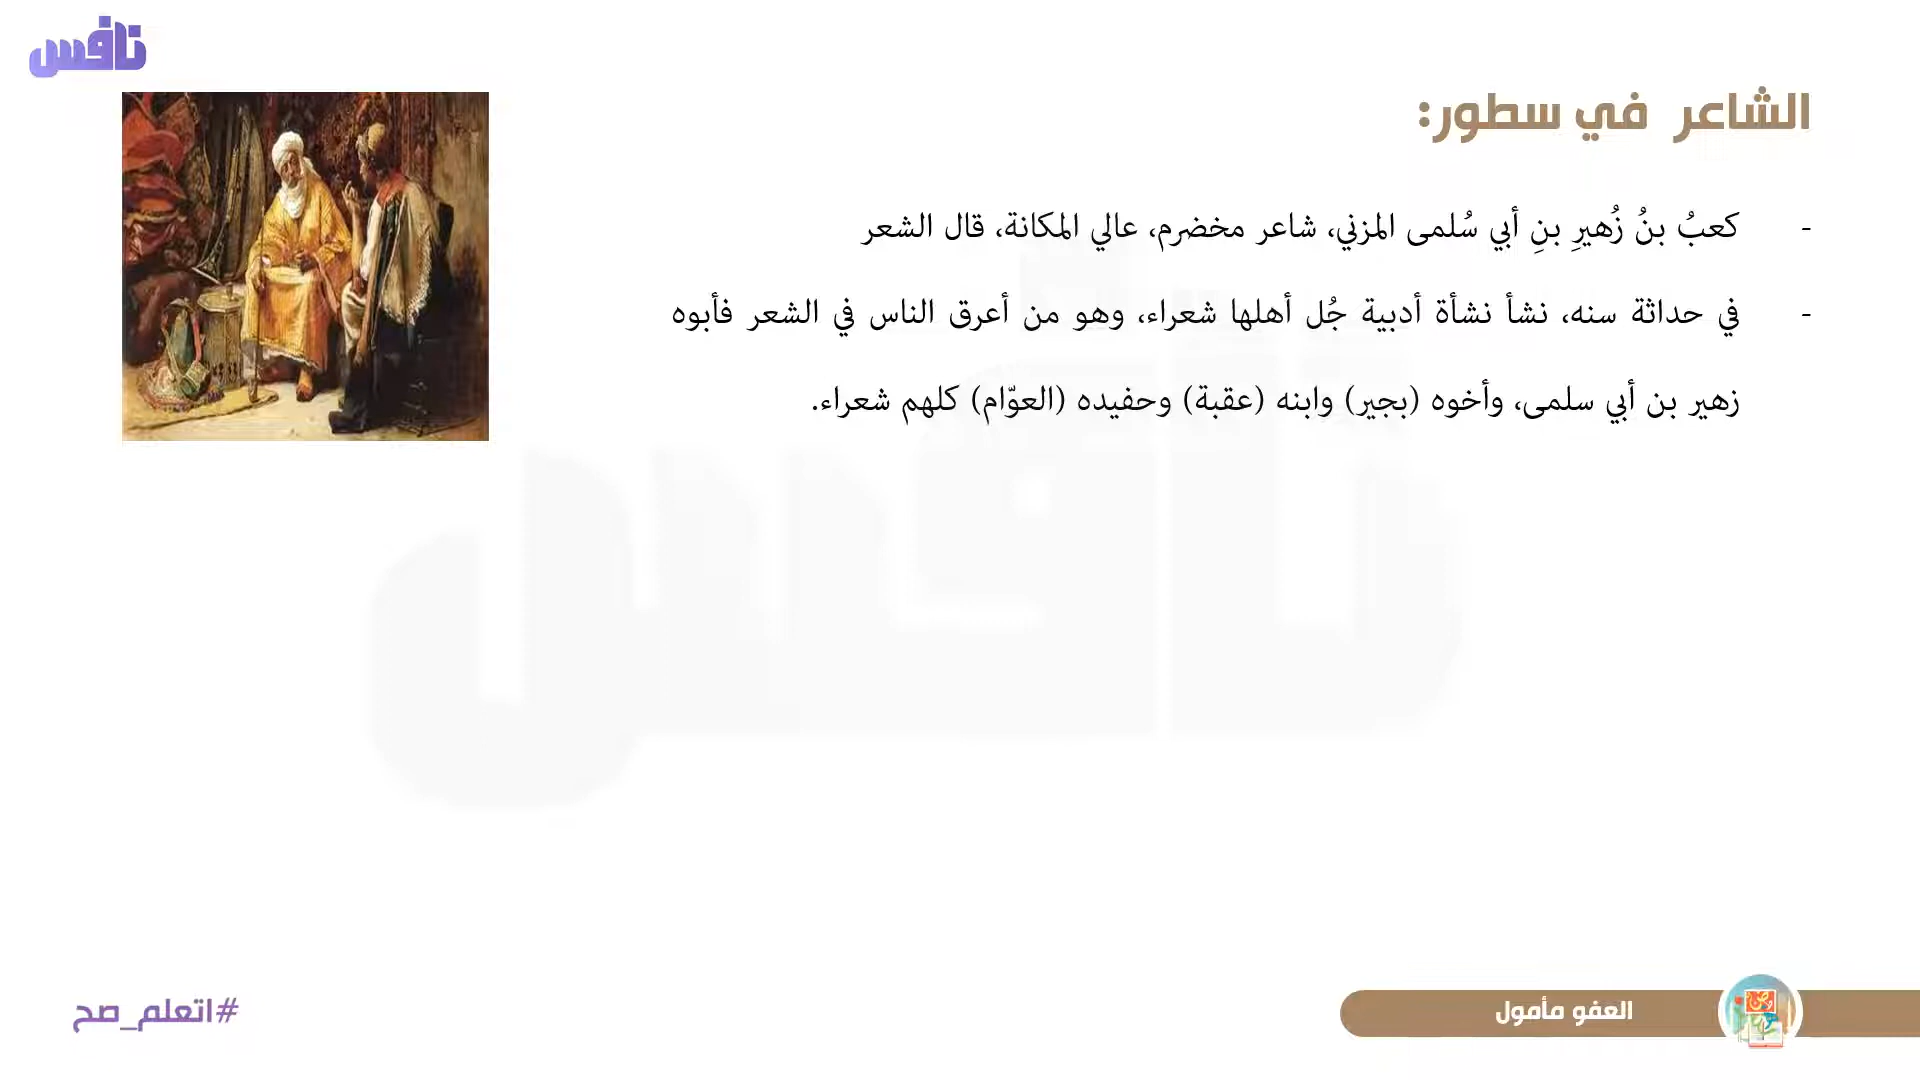 نافس
الشاعر في سطور:
- كعبُ بنُ زُهيرِ بنِ أبي سُلمى المزني، شاعر مخضرم، عالي المكانة، قال الشعر
- في حداثة سنه، نشأ نشأة أدبية جُل أهلها شعراء، وهو من أعرق الناس في الشعر فأبوه
زهير بن أبي سلمى، وأخوه (بجير) وابنه (عقبة) وحفيده (العوّام) كلهم شعراء.
نافس
العفو مأمول
#اتعلم_صح